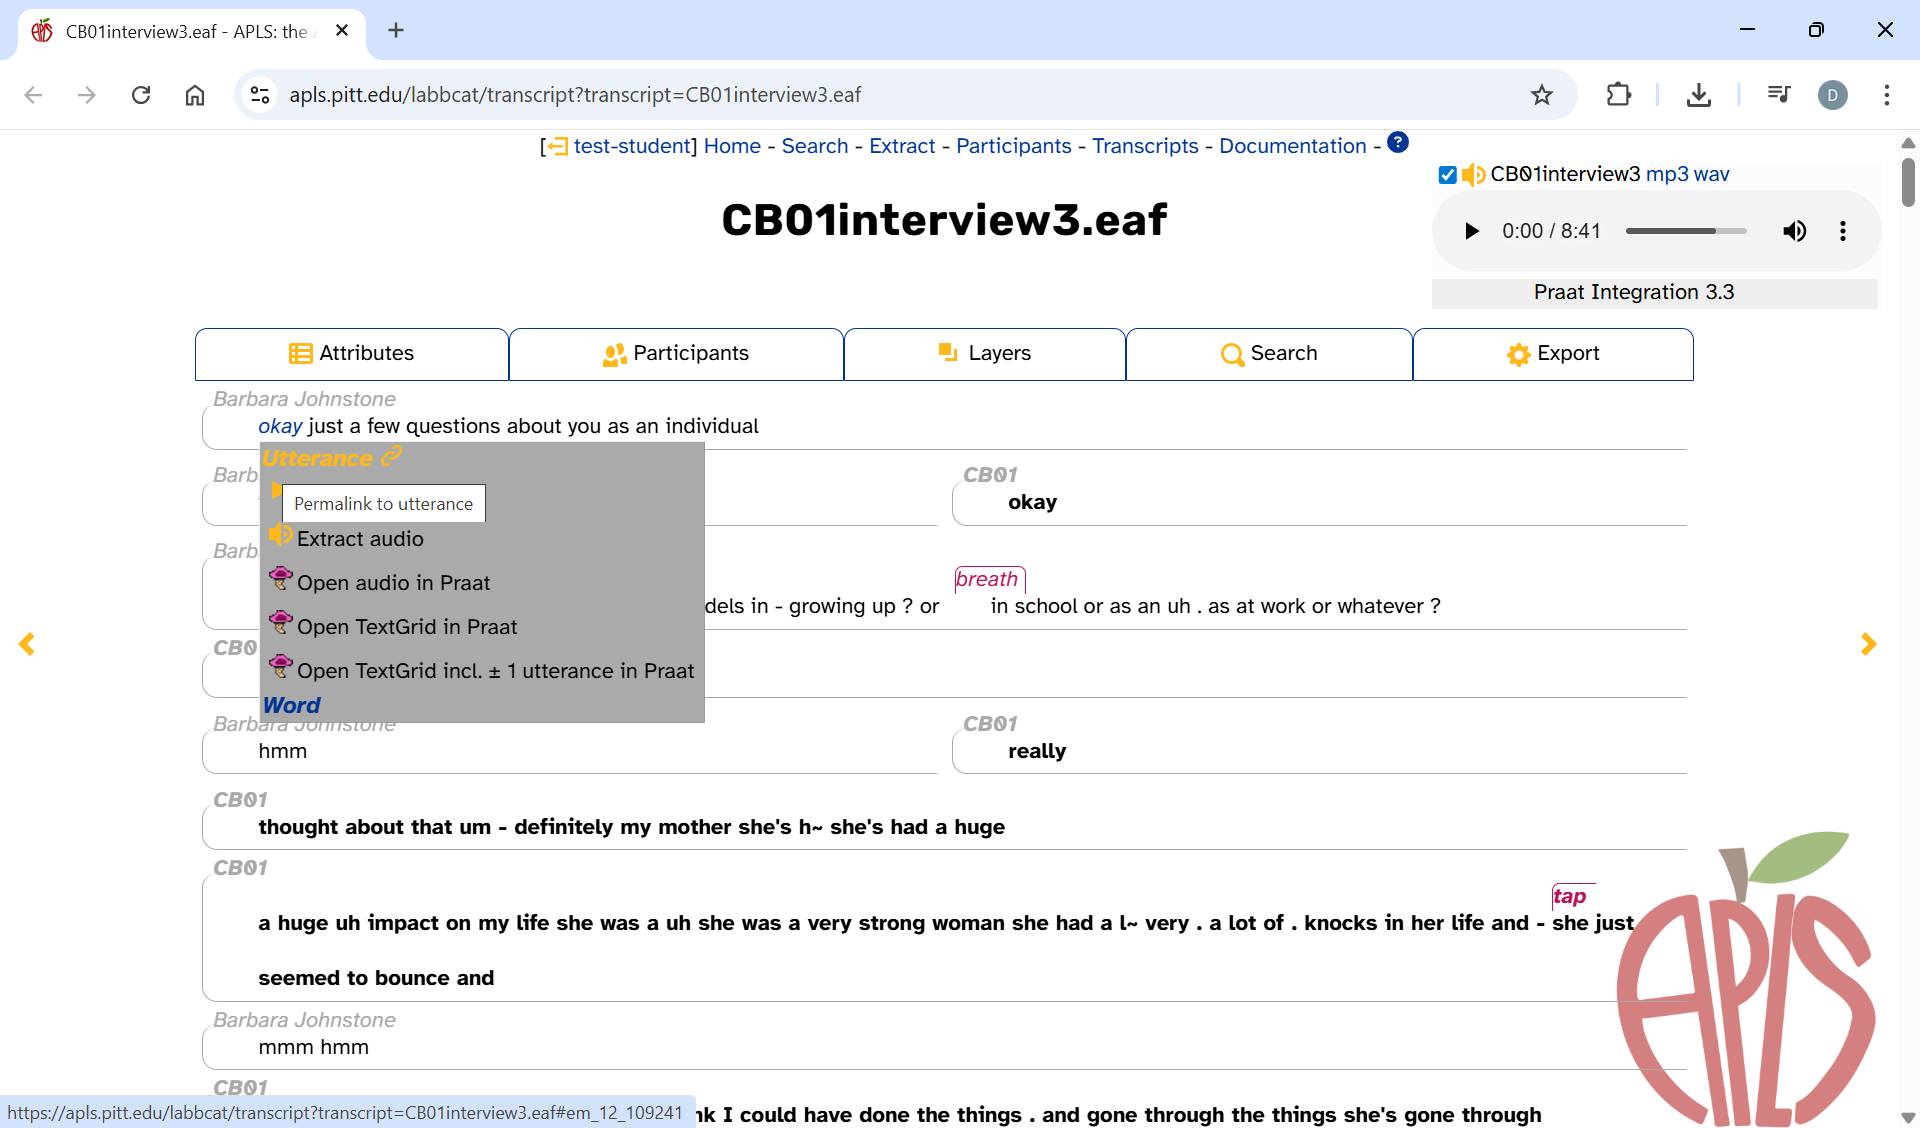 CB01interview3.eaf - APLS: the
apls.pitt.edu/labbcat/transcript?transcript=CB01interview3.eaf
D
[test-student] Home - Search - Extract - Participants - Transcripts - Documentation - ?
CB01interview3 mp3 wav
CB01interview3.eaf
0:00 / 8:41
Praat Integration 3.3
Attributes
Participants
Layers
Search
Export
Barbara Johnstone
okay just a few questions about you as an individual
Utterance
Barb
CB01
okay
Permalink to utterance
Extract audio
Barb
Open audio in Praat
breath
dels in - growing up ? or in school or as an uh . as at work or whatever ?
Open TextGrid in Praat
CB0
Open TextGrid incl. ± 1 utterance in Praat
Word
Barbara Johnstone
hmm
CB01
really
CB01
thought about that um - definitely my mother she's h~ she's had a huge
CB01
tap
a huge uh impact on my life she was a uh she was a very strong woman she had a l~ very . a lot of . knocks in her life and - she just
seemed to bounce and
Barbara Johnstone
mmm hmm
CB01
nk I could have done the things . and gone through the things she's gone through
https://apls.pitt.edu/labbcat/transcript?transcript=CB01interview3.eaf#em_12_109241
APLS